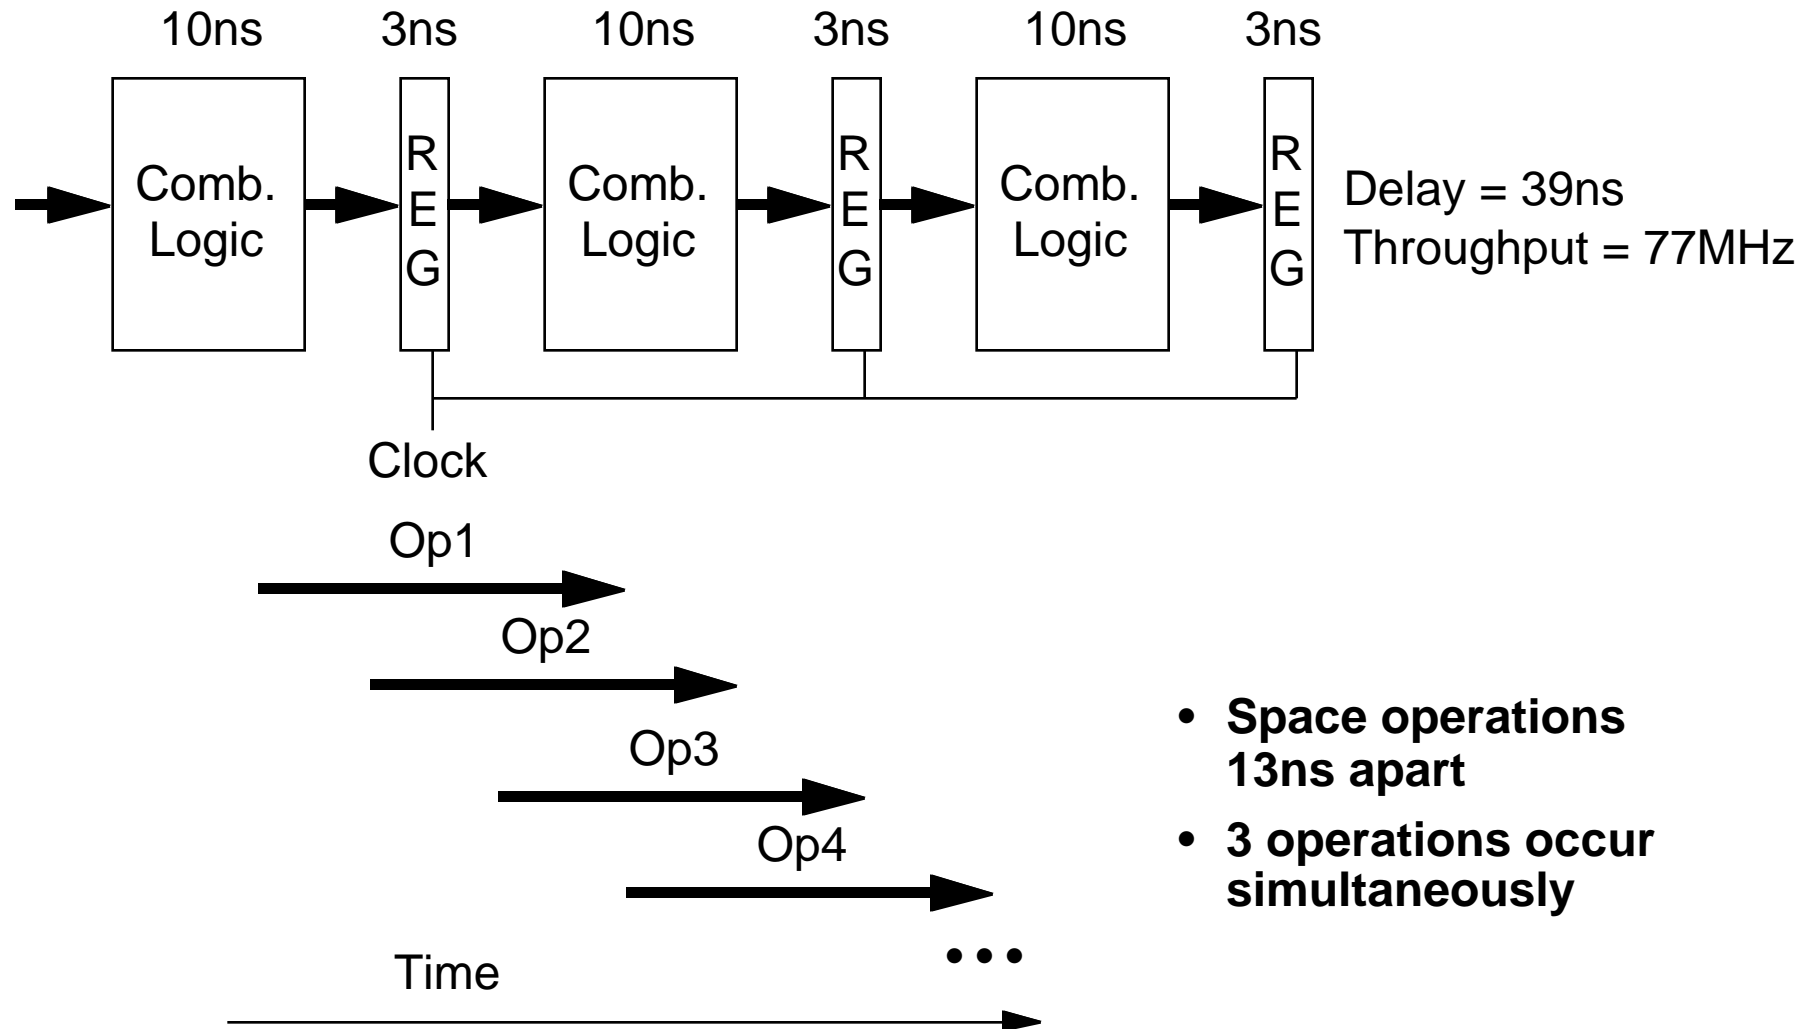 10ns 3ns 10ns 3ns 10ns 3ns
Comb.
Logic
R
E
G
Comb.
Logic
R
E
G
Comb.
Logic
R
E
G
Delay = 39ns
Throughput = 77MHz
Clock
Op1
Op2
Op3
Op4
• • •
Time
• Space operations
13ns apart
• 3 operations occur
simultaneously